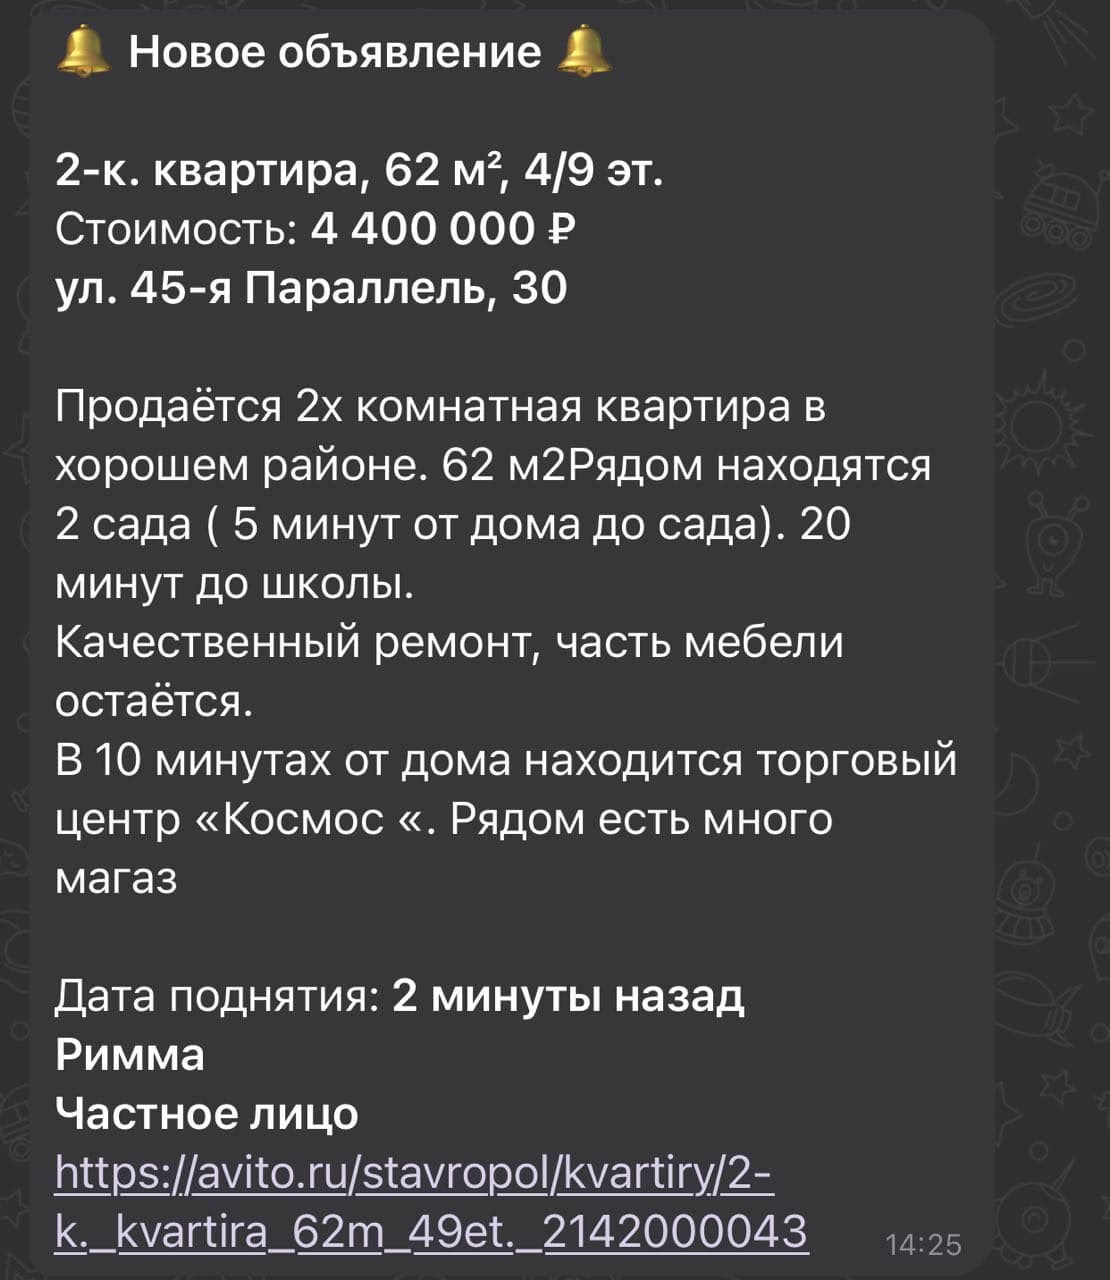 🔔 Новое объявление 🔔
2-к. квартира, 62 м², 4/9 эт.
Стоимость: 4 400 000 ₽
ул. 45-я Параллель, 30
Продаётся 2х комнатная квартира в
хорошем районе. 62 м2Рядом находятся
2 сада ( 5 минут от дома до сада). 20
минут до школы.
Качественный ремонт, часть мебели
остаётся.
В 10 минутах от дома находится торговый
центр «Космос «. Рядом есть много
магаз
Дата поднятия: 2 минуты назад
Римма
Частное лицо
https://avito.ru/stavropol/kvartiry/2-
k._kvartira_62m_49et._2142000043
14:25